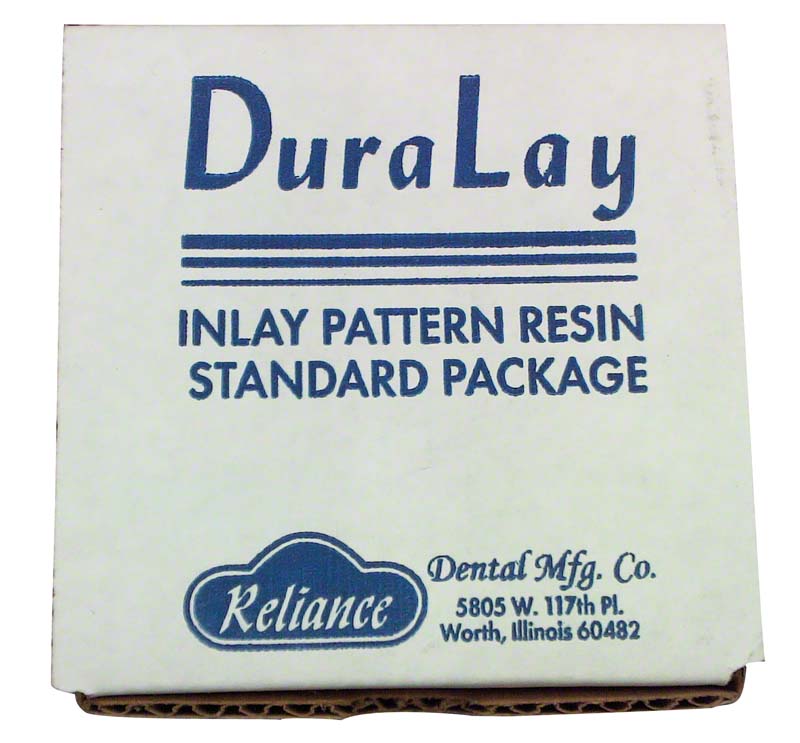 DuraLay
INLAY PATTERN RESIN
STANDARD PACKAGE
Reliance
Dental Mfg. Co.
5805 W. 117th Pl.
Worth, Illinois 60482